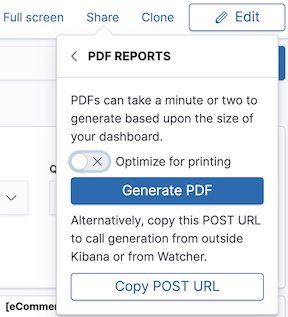 Full screen Share Clone Edit
PDF REPORTS
PDFs can take a minute or two to
generate based upon the size of
your dashboard.
Optimize for printing
Generate PDF
Alternatively, copy this POST URL
to call generation from outside
Kibana or from Watcher.
Copy POST URL